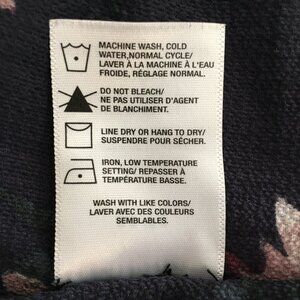 MACHINE WASH, COLD
WATER,NORMAL CYCLE/
LAVER À LA MACHINE À L'EAU
FROIDE, RÉGLAGE NORMAL.
DO NOT BLEACH/
NE PAS UTILISER D'AGENT
DE BLANCHIMENT.
LINE DRY OR HANG TO DRY/
SUSPENDRE POUR SÉCHER.
IRON, LOW TEMPERATURE
SETTING/ REPASSER À
TEMPÉRATURE BASSE.
WASH WITH LIKE COLORS/
LAVER AVEC DES COULEURS
SEMBLABLES.